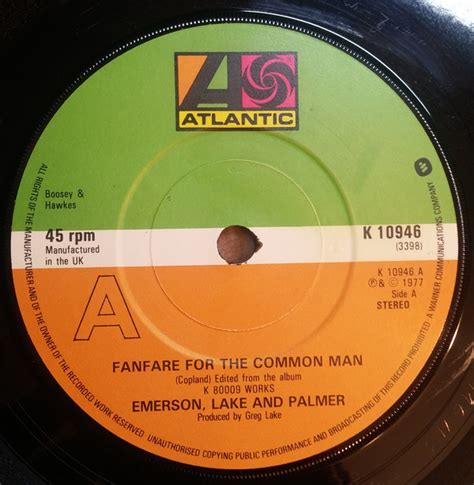 ATLANTIC
Boosey &
Hawkes
45 rpm
Manufactured
in the UK
K 10946
(3398)
K 10946 A
℗ & © 1977
Side A
STEREO
A
FANFARE FOR THE COMMON MAN
(Copland) Edited from the album
K 80009 WORKS
EMERSON, LAKE AND PALMER
Produced by Greg Lake
ALL RIGHTS OF THE MANUFACTURER AND OF THE OWNER OF THE RECORDED WORK RESERVED UNAUTHORISED COPYING PUBLIC PERFORMANCE AND BROADCASTING OF THIS RECORD PROHIBITED A WARNER COMMUNICATIONS COMPANY